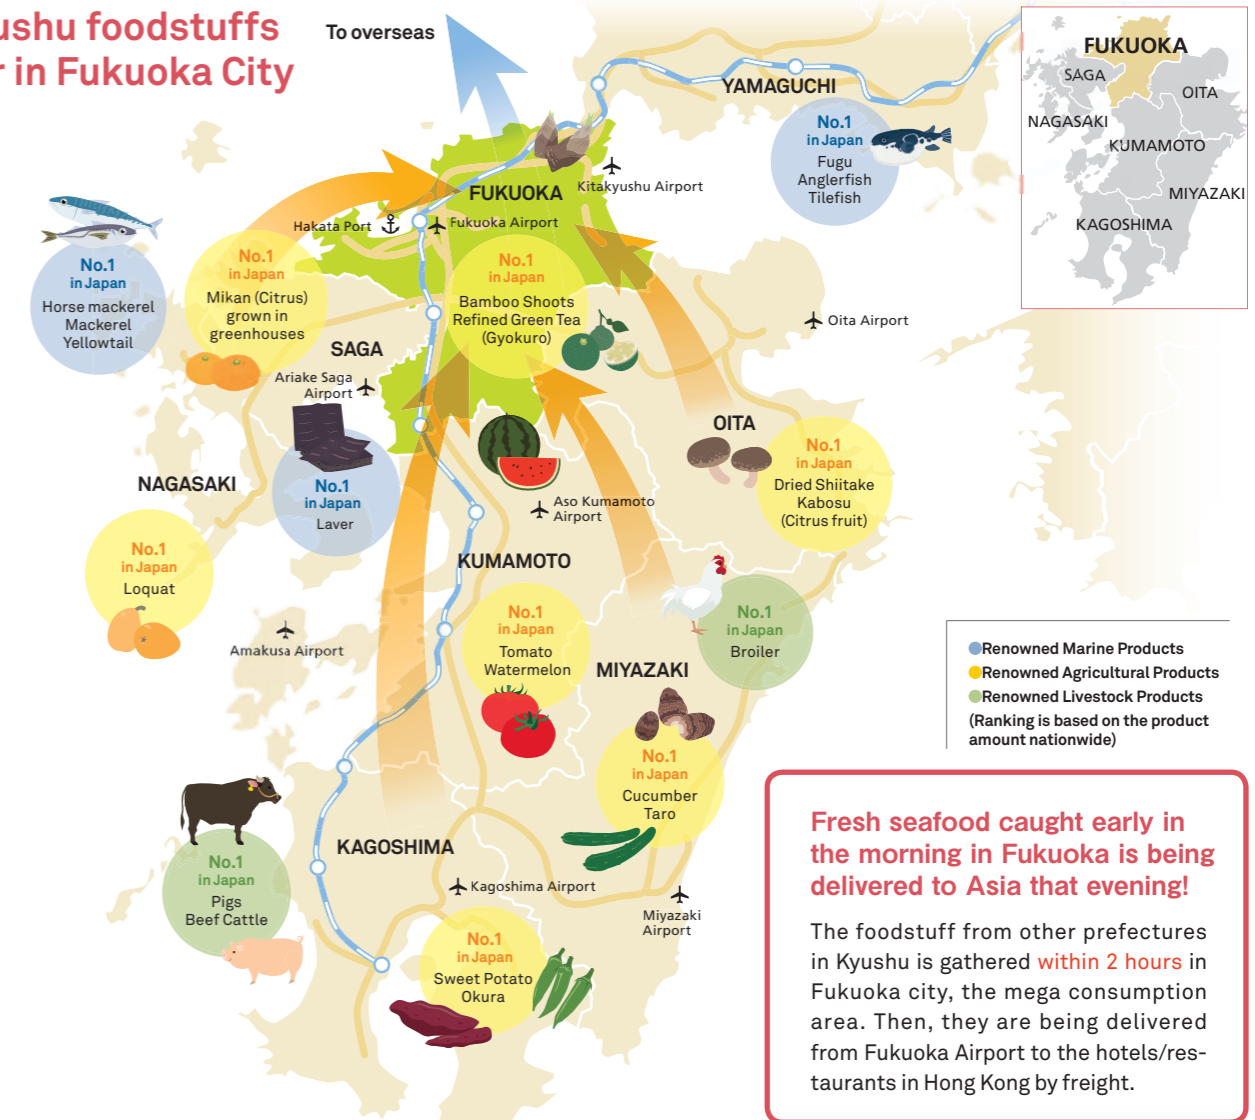 ushu foodstuffs
r in Fukuoka City
To overseas
YAMAGUCHI
No.1
in Japan
Fugu
Anglerfish
Tilefish
FUKUOKA
SAGA
OITA
NAGASAKI
KUMAMOTO
MIYAZAKI
KAGOSHIMA
FUKUOKA
Kitakyushu Airport
Hakata Port
Fukuoka Airport
No.1
in Japan
Horse mackerel
Mackerel
Yellowtail
No.1
in Japan
Mikan (Citrus)
grown in
greenhouses
No.1
in Japan
Bamboo Shoots
Refined Green Tea
(Gyokuro)
Oita Airport
SAGA
Ariake Saga
Airport
OITA
No.1
in Japan
Dried Shiitake
Kabosu
(Citrus fruit)
NAGASAKI
No.1
in Japan
Laver
Aso Kumamoto
Airport
No.1
in Japan
Loquat
KUMAMOTO
No.1
in Japan
Tomato
Watermelon
No.1
in Japan
Broiler
Amakusa Airport
MIYAZAKI
No.1
in Japan
Cucumber
Taro
Renowned Marine Products
Renowned Agricultural Products
Renowned Livestock Products
(Ranking is based on the product
amount nationwide)
KAGOSHIMA
No.1
in Japan
Pigs
Beef Cattle
Kagoshima Airport
Miyazaki
Airport
No.1
in Japan
Sweet Potato
Okura
Fresh seafood caught early in
the morning in Fukuoka is being
delivered to Asia that evening!
The foodstuff from other prefectures
in Kyushu is gathered within 2 hours in
Fukuoka city, the mega consumption
area. Then, they are being delivered
from Fukuoka Airport to the hotels/res-
taurants in Hong Kong by freight.